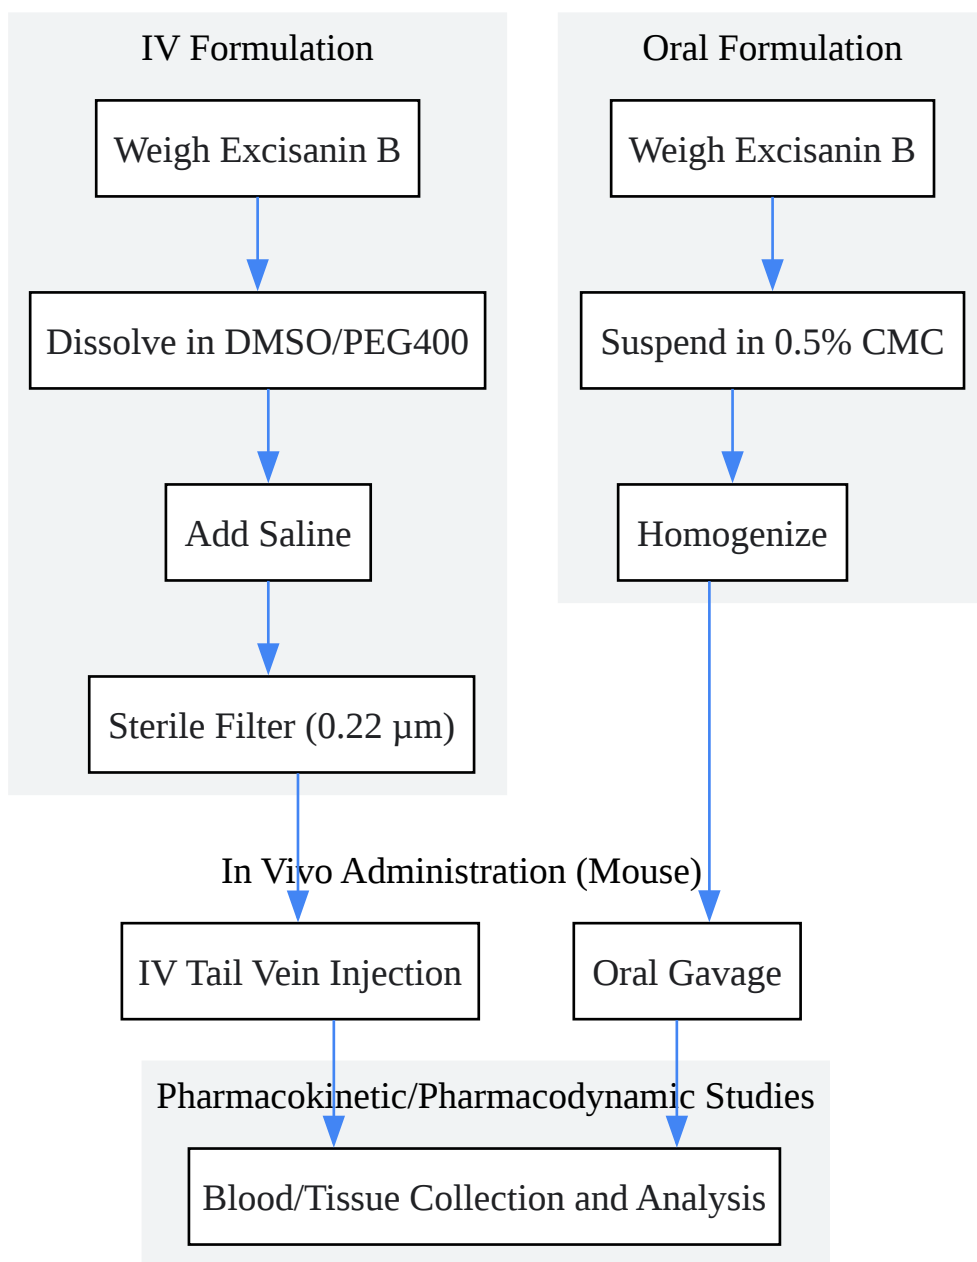 IV Formulation
Weigh Excisanin B
Dissolve in DMSO/PEG400
Add Saline
Sterile Filter (0.22 µm)
Oral Formulation
Weigh Excisanin B
Suspend in 0.5% CMC
Homogenize
In Vivo Administration (Mouse)
IV Tail Vein Injection
Oral Gavage
Pharmacokinetic/Pharmacodynamic Studies
Blood/Tissue Collection and Analysis